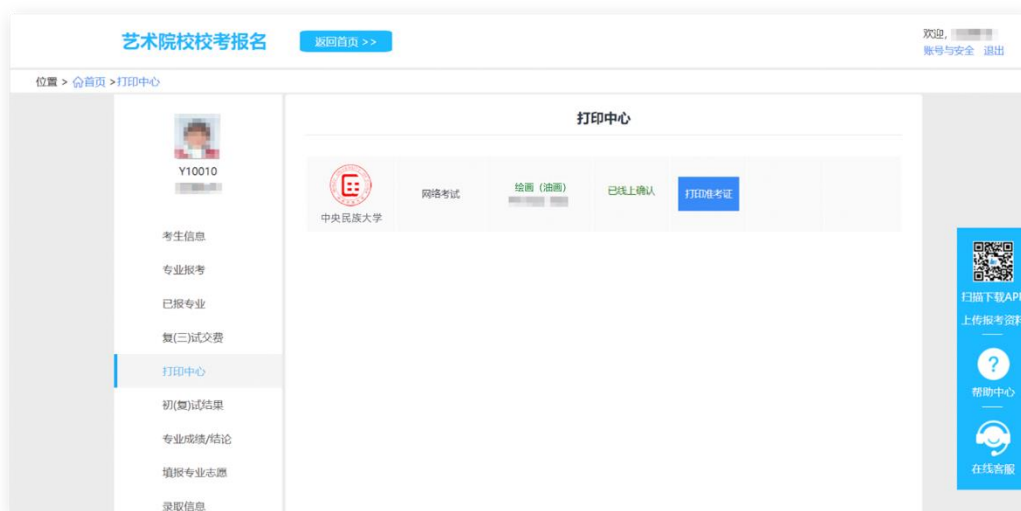 艺术院校校考报名
返回首页 >>
欢迎,
账号与安全 退出
位置 > 首页 >打印中心
Y10010
考生信息
专业报考
已报专业
复(三)试交费
打印中心
初(复)试结果
专业成绩/结论
填报专业志愿
录取信息
打印中心
中央民族大学
网络考试
绘画（油画）
已线上确认
打印准考证
扫描下载APP
上传报考资料
帮助中心
在线客服